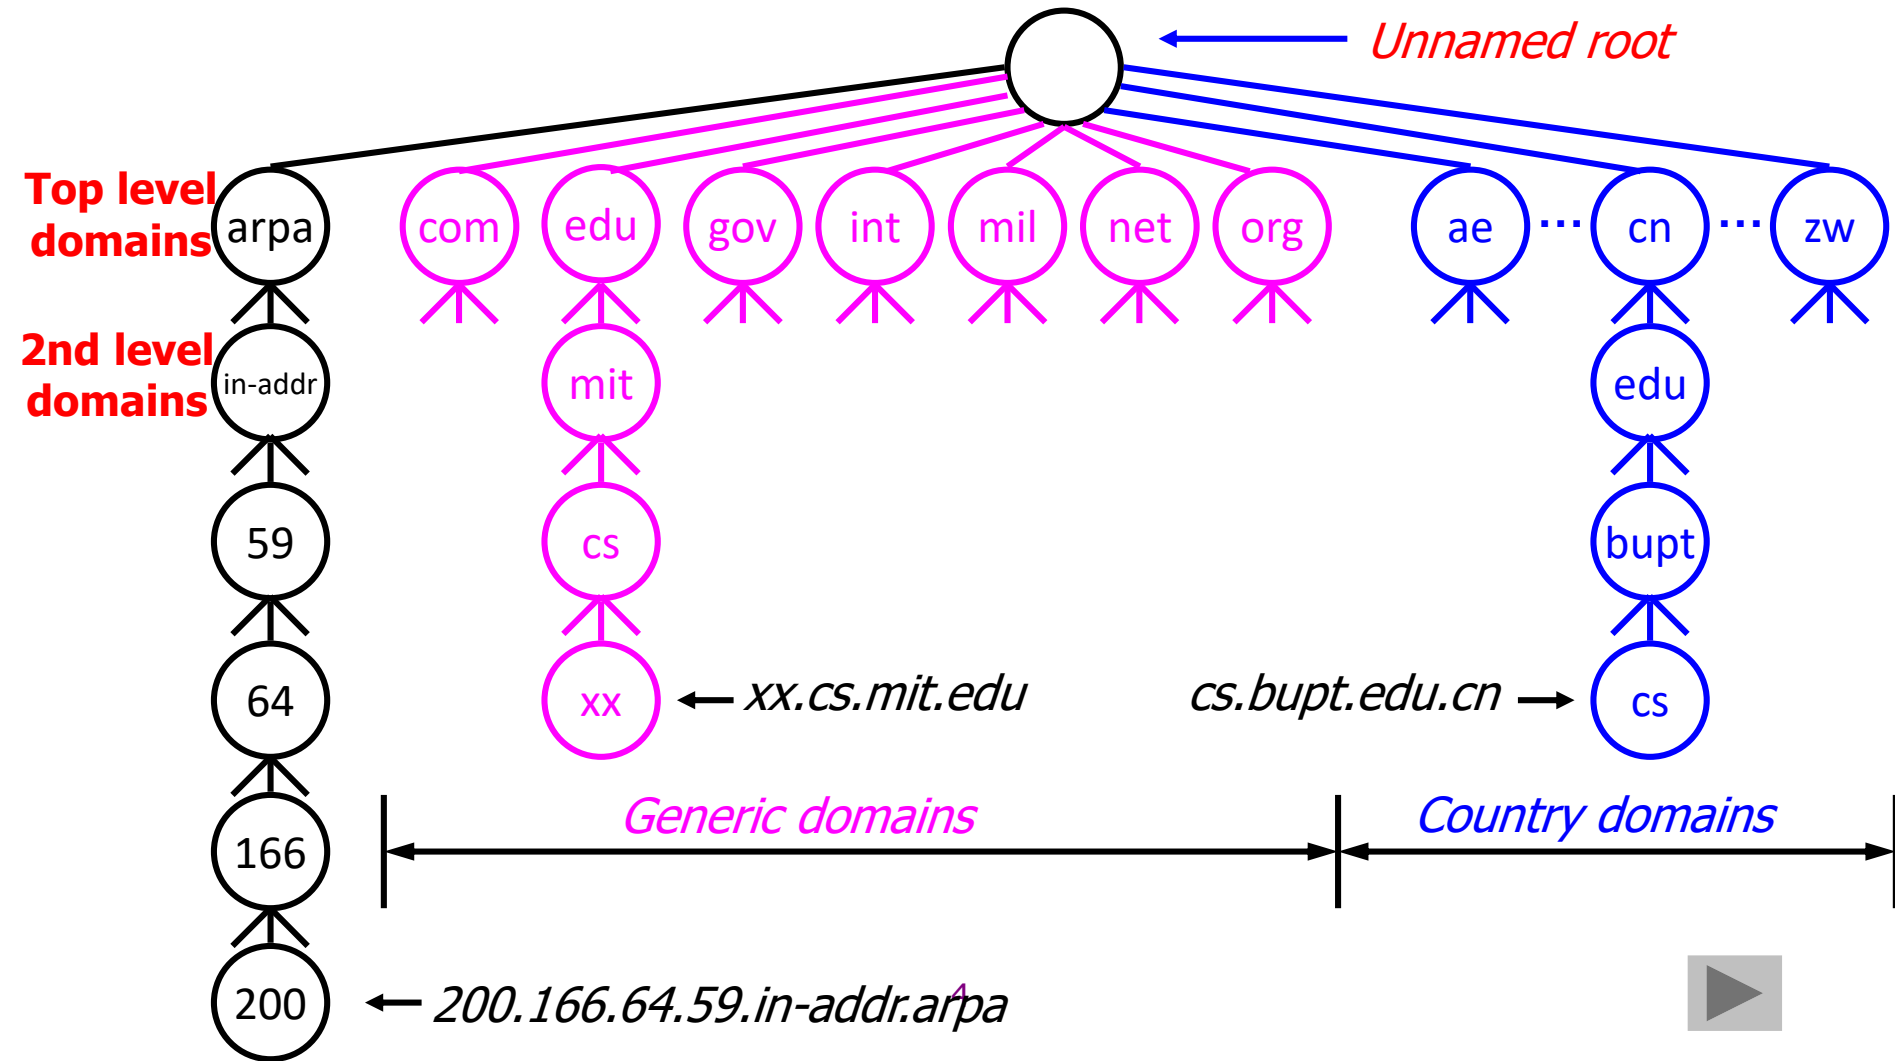 Unnamed root
Top level
domains
arpa
com
edu
gov
int
mil
net
org
ae
...
cn
...
zw
2nd level
domains
in-addr
mit
edu
59
cs
bupt
64
xx
xx.cs.mit.edu
cs.bupt.edu.cn
cs
166
Generic domains
Country domains
200
200.166.64.59.in-addr.arpa
4